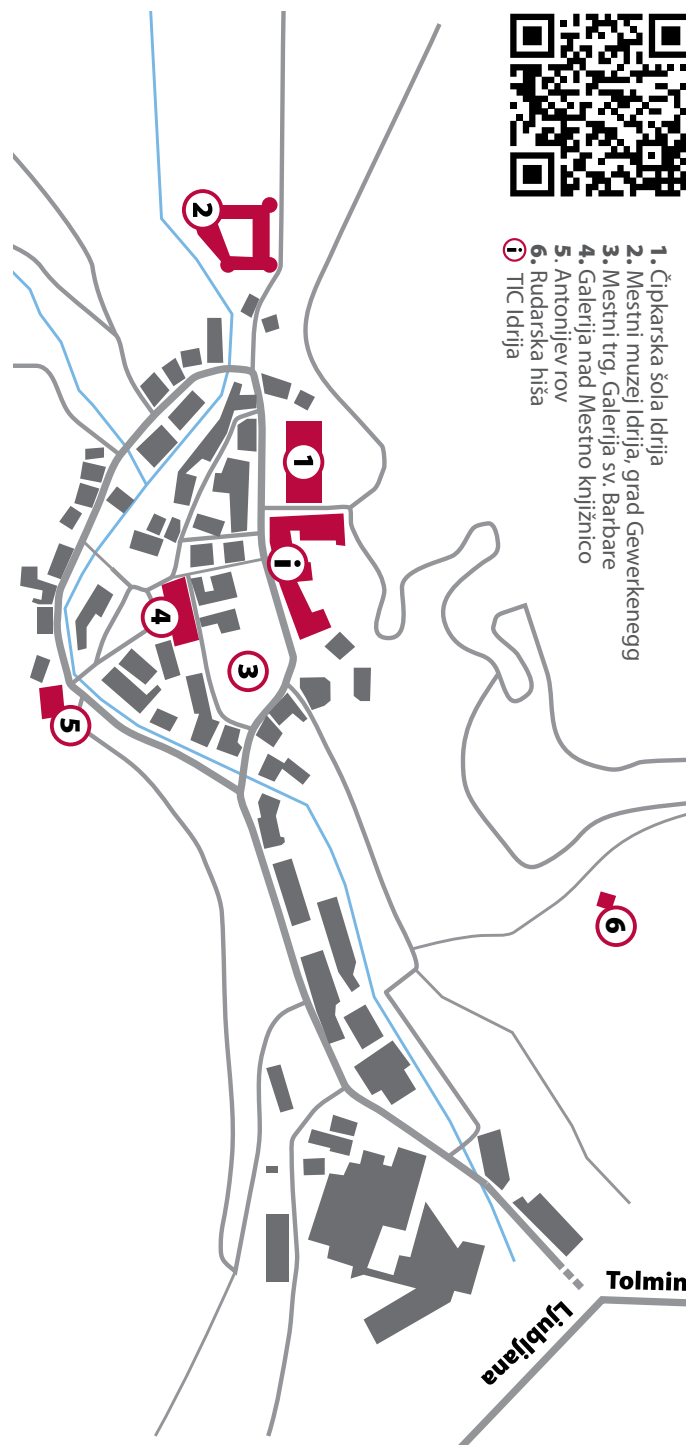 1. Čipkarska šola Idrija
2. Mestni muzej Idrija, grad Gewerkenegg
3. Mestni trg, Galerija sv. Barbare
4. Galerija nad Mestno knjižnico
5. Antonijev rov
6. Rudarska hiša
i TIC Idrija
2
1
i
4
3
5
6
Tolmin
Ljubljana